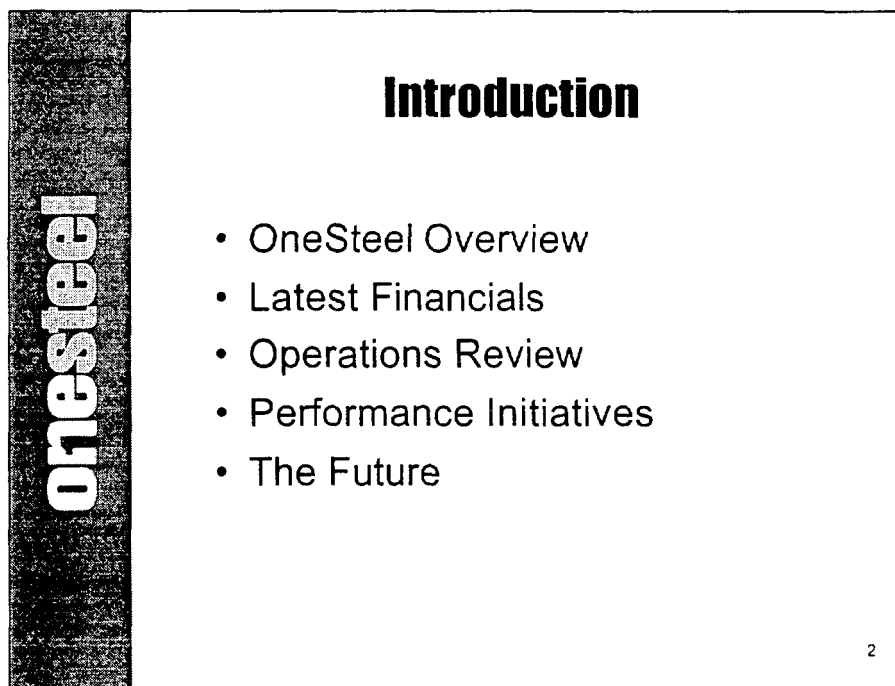 Introduction
onesteel
• OneSteel Overview
• Latest Financials
• Operations Review
• Performance Initiatives
• The Future
2